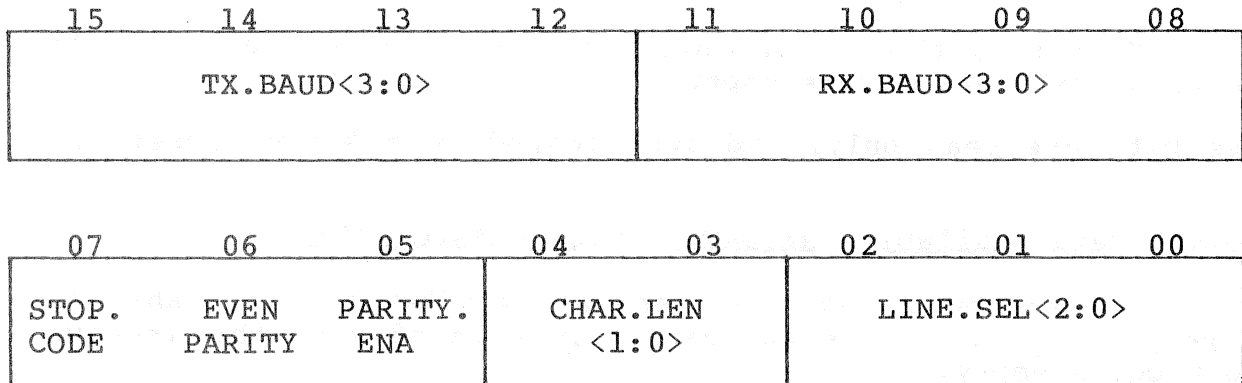 15 14 13 12 11 10 09 08
TX.BAUD<3:0> RX.BAUD<3:0>
07 06 05 04 03 02 01 00
STOP. EVEN PARITY. CHAR.LEN LINE.SEL<2:0>
CODE PARITY ENA <1:0>